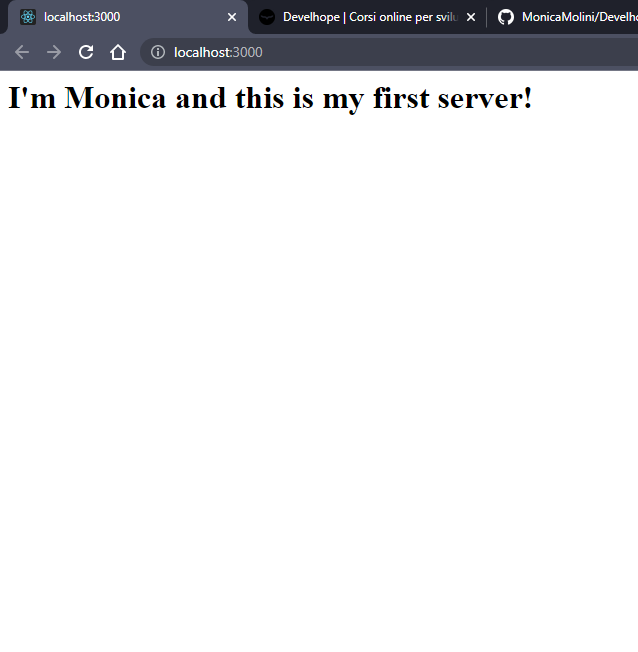 localhost:3000
Develhope | Corsi online per svilu
MonicaMolini/Develho
localhost:3000
I'm Monica and this is my first server!